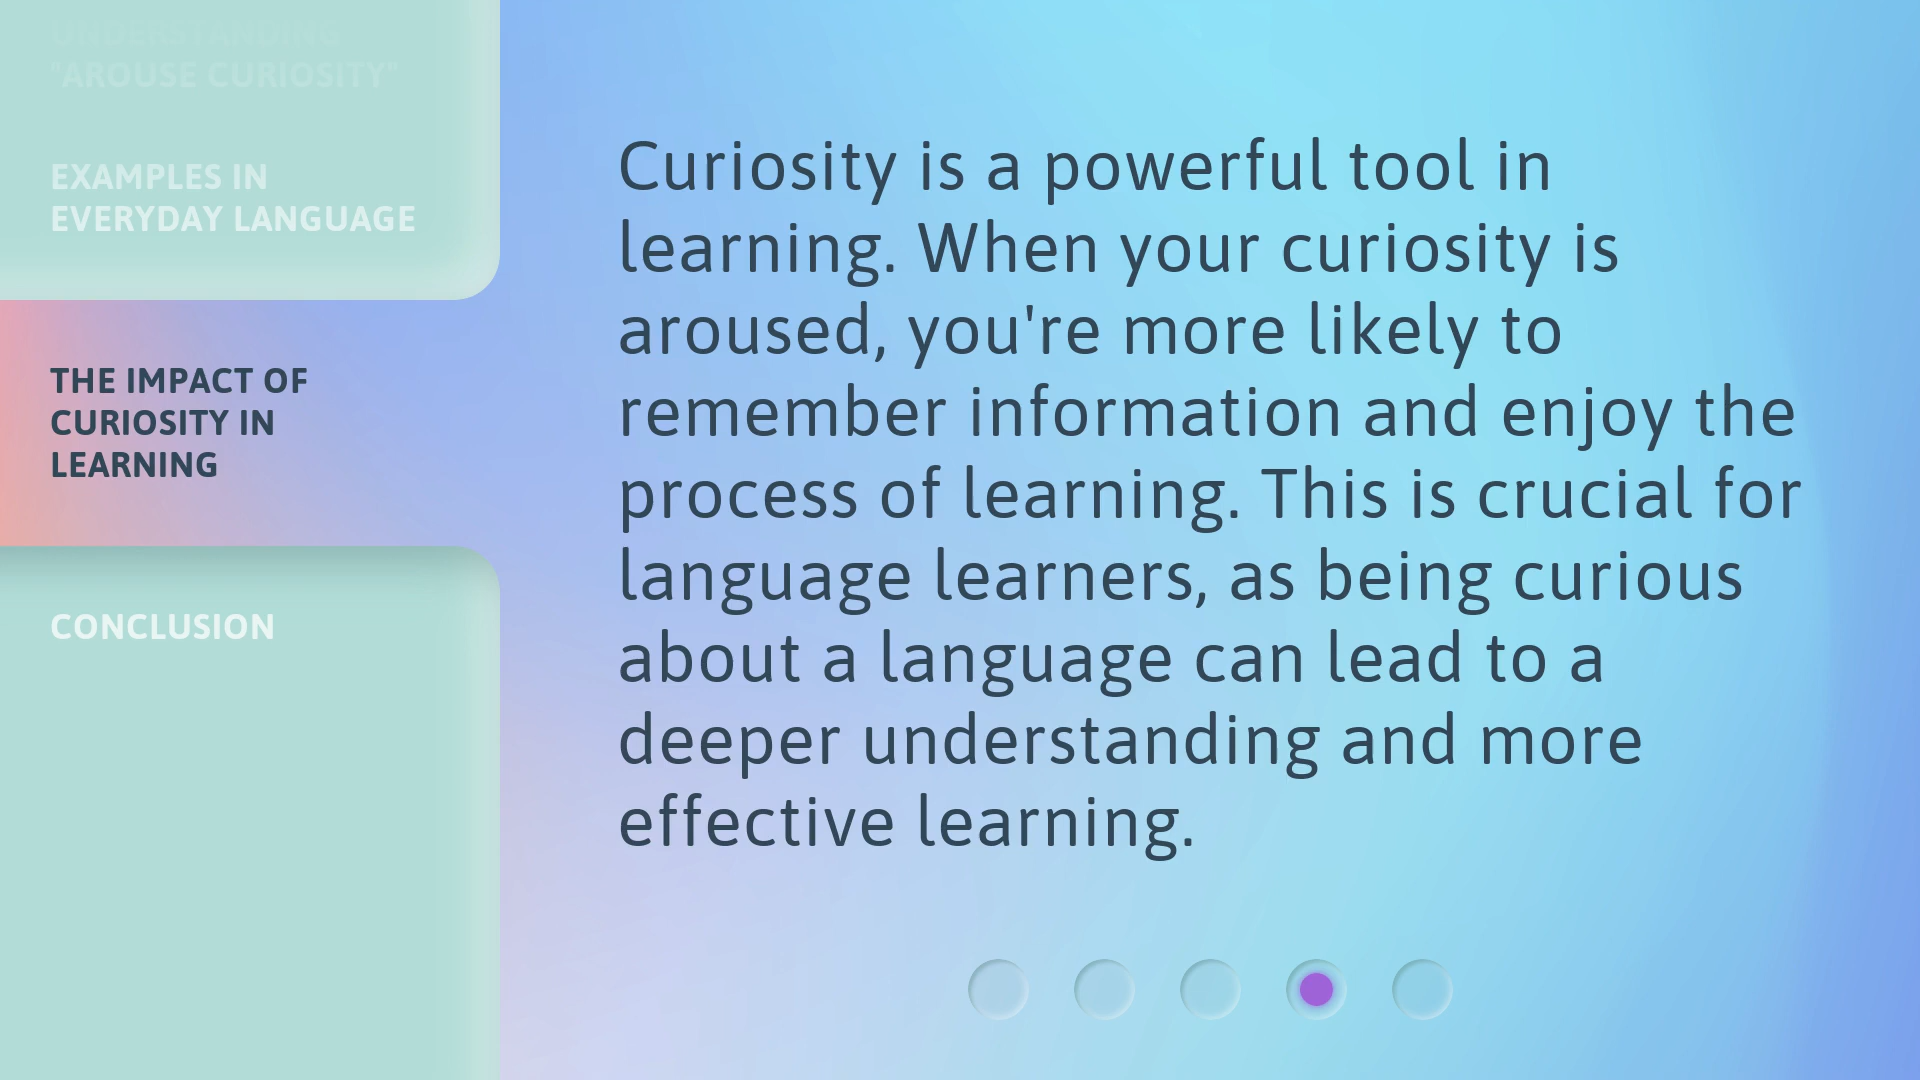 UNDERSTANDING
"AROUSE CURIOSITY"
EXAMPLES IN
EVERYDAY LANGUAGE
THE IMPACT OF
CURIOSITY IN
LEARNING
CONCLUSION
Curiosity is a powerful tool in
learning. When your curiosity is
aroused, you're more likely to
remember information and enjoy the
process of learning. This is crucial for
language learners, as being curious
about a language can lead to a
deeper understanding and more
effective learning.